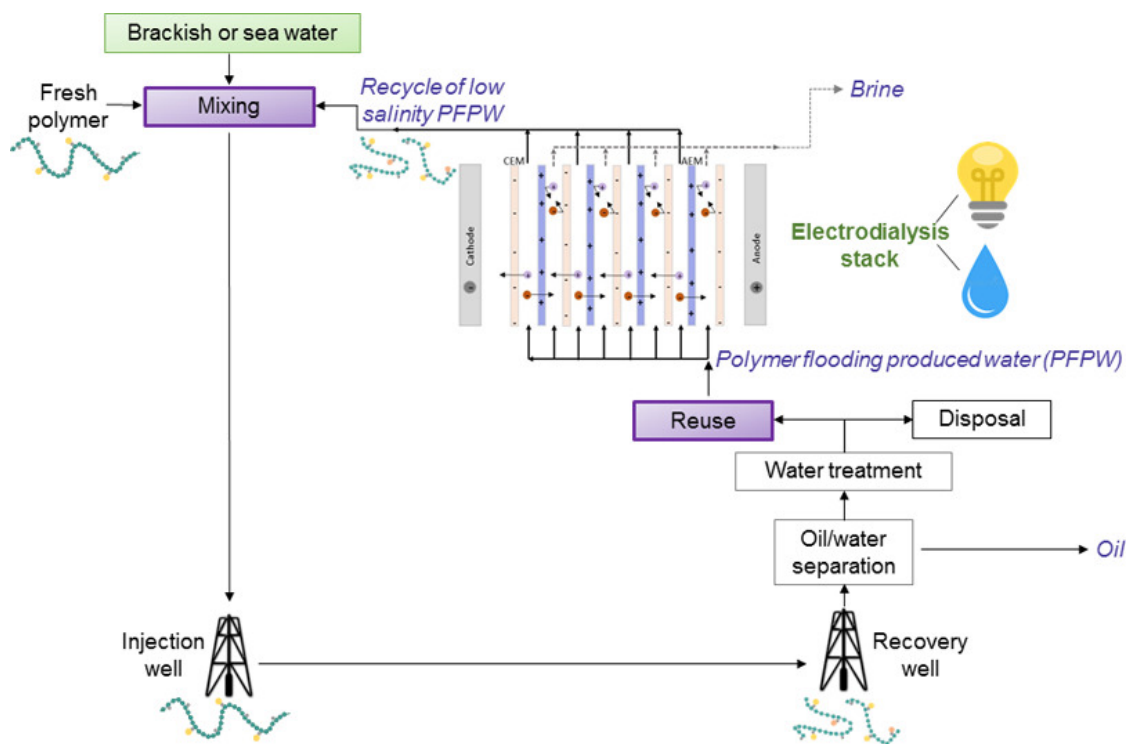 Brackish or sea water
Fresh
polymer
Mixing
Recycle of low
salinity PFPW
Brine
CEM
AEM
Cathode
Anode
Electrodialysis
stack
Polymer flooding produced water (PFPW)
Reuse
Disposal
Water treatment
Oil/water
separation
Oil
Injection
well
Recovery
well